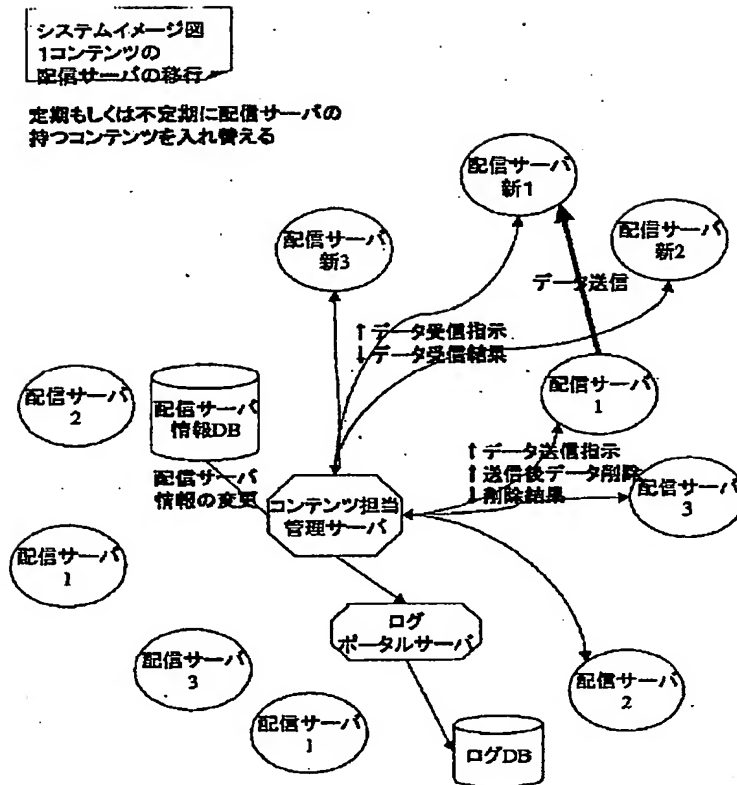 システムイメージ図
1コンテンツの
配信サーバの移行
定期もしくは不定期に配信サーバの
持つコンテンツを入れ替える
配信サーバ
新1
配信サーバ
新2
配信サーバ
新3
データ送信
↑データ受信指示
↓データ受信結果
配信サーバ
1
配信サーバ
2
配信サーバ
情報DB
配信サーバ
情報の変更
↑データ送信指示
↑送信後データ削除
↓削除結果
配信サーバ
3
コンテンツ担当
管理サーバ
配信サーバ
1
ログ
ポータルサーバ
配信サーバ
3
配信サーバ
2
配信サーバ
1
ログDB